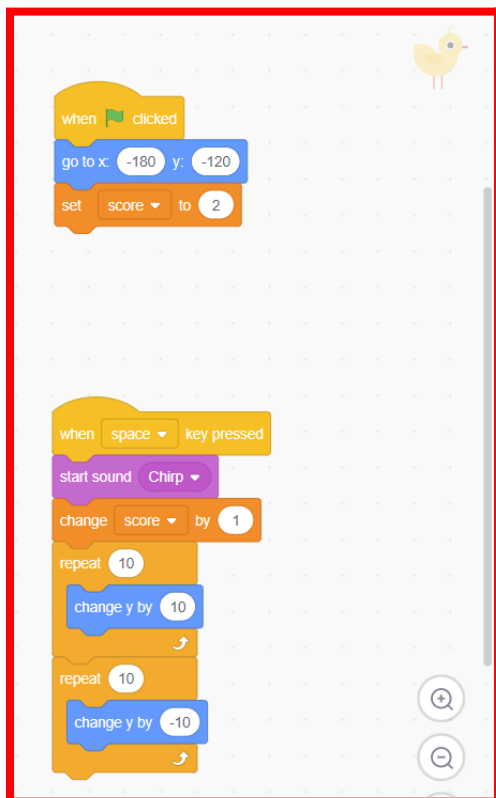 when clicked
go to x: -180 y: -120
set score to 2
when space key pressed
start sound Chirp
change score by 1
repeat 10
change y by 10
repeat 10
change y by -10